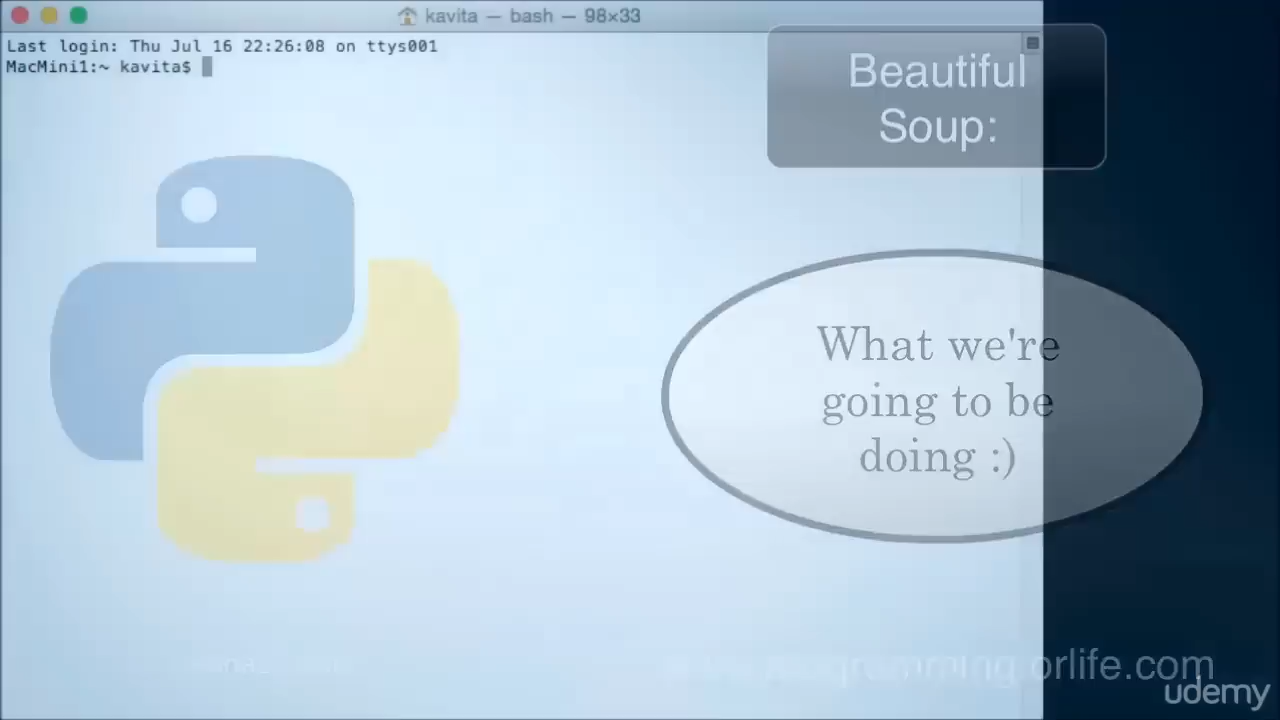 kavita — bash — 98×33
Last login: Thu Jul 16 22:26:08 on ttys001
MacMini1:~ kavita$
Beautiful
Soup:
What we're
going to be
doing :)
udemy